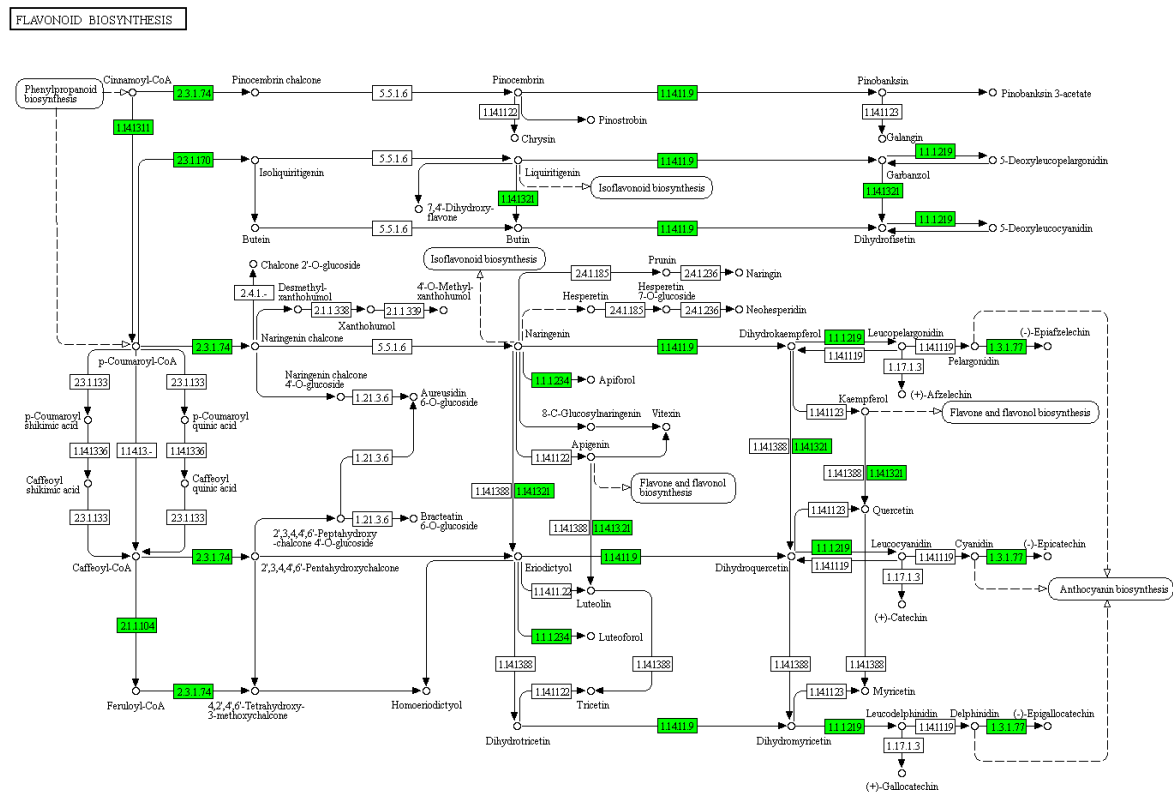 FLAVONOID BIOSYNTHESIS
Phenylpropanoid
biosynthesis
Cinnamoyl-CoA
2.3.1.74
Pinocembrin chalcone
5.5.1.6
Pinocembrin
1.14.11.9
Pinobanksin
Pinobanksin 3-acetate
1.14.13.11
1.14.11.22
Pinostrobin
Chrysin
1.14.11.23
Galangin
2.3.1.170
Isoliquiritigenin
5.5.1.6
Liquiritigenin
1.14.11.9
Garbanzol
1.1.1.219
5-Deoxyleucopelargonidin
Isoflavonoid biosynthesis
7,4'-Dihydroxy-
flavone
1.14.13.21
1.14.13.21
Butein
5.5.1.6
Butin
1.14.11.9
Dihydrofisetin
1.1.1.219
5-Deoxyleucocyanidin
Isoflavonoid biosynthesis
Chalcone 2'-O-glucoside
2.4.1.-
Desmethyl-
xanthohumol
2.1.1.338
Xanthohumol
2.1.1.339
4'-O-Methyl-
xanthohumol
2.4.1.185
Prunin
2.4.1.236
Naringin
Hesperetin
2.4.1.185
Hesperetin
7-O-glucoside
2.4.1.236
Neohesperidin
p-Coumaroyl-CoA
2.3.1.74
Naringenin chalcone
5.5.1.6
Naringenin
1.14.11.9
Dihydrokaempferol
1.1.1.219
1.14.11.19
Leucopelargonidin
1.14.11.19
Pelargonidin
1.3.1.77
(-)-Epiafzelechin
1.17.1.3
(+)-Afzelechin
2.3.1.133
2.3.1.133
Naringenin chalcone
4'-O-glucoside
1.21.3.6
Aureusidin
6-O-glucoside
1.1.1.234
Apiforol
p-Coumaroyl
shikimic acid
p-Coumaroyl
quinic acid
8-C-Glucosylnaringenin
Vitexin
1.14.11.23
Kaempferol
Flavone and flavonol biosynthesis
1.14.13.36
1.14.13.-
1.14.13.36
1.21.3.6
1.14.11.22
Apigenin
1.14.13.88
1.14.13.21
1.14.13.88
1.14.13.21
Caffeoyl
shikimic acid
Caffeoyl
quinic acid
Flavone and flavonol
biosynthesis
1.14.13.88
1.14.13.21
2.3.1.133
2.3.1.133
1.21.3.6
Bracteatin
6-O-glucoside
1.14.13.88
1.14.13.21
1.14.11.23
Quercetin
2',3,4,4',6'-Peptahydroxy
-chalcone 4'-O-glucoside
Caffeoyl-CoA
2.3.1.74
2',3,4,4',6'-Pentahydroxychalcone
Eriodictyol
1.14.11.9
Dihydroquercetin
1.1.1.219
1.14.11.19
Leucocyanidin
1.14.11.19
Cyanidin
1.3.1.77
(-)-Epicatechin
1.17.1.3
(+)-Catechin
Anthocyanin biosynthesis
1.14.11.22
Luteolin
2.1.1.104
1.1.1.234
Luteoforol
1.14.13.88
1.14.13.88
1.14.13.88
1.14.13.88
Feruloyl-CoA
2.3.1.74
4,2',4',6'-Tetrahydroxy-
3-methoxychalcone
Homoeriodictyol
1.14.11.22
Tricetin
1.14.11.23
Myricetin
Dihydrotricetin
1.14.11.9
Dihydromyricetin
1.1.1.219
Leucodelphinidin
1.14.11.19
Delphinidin
1.3.1.77
(-)-Epigallocatechin
1.17.1.3
(+)-Gallocatechin